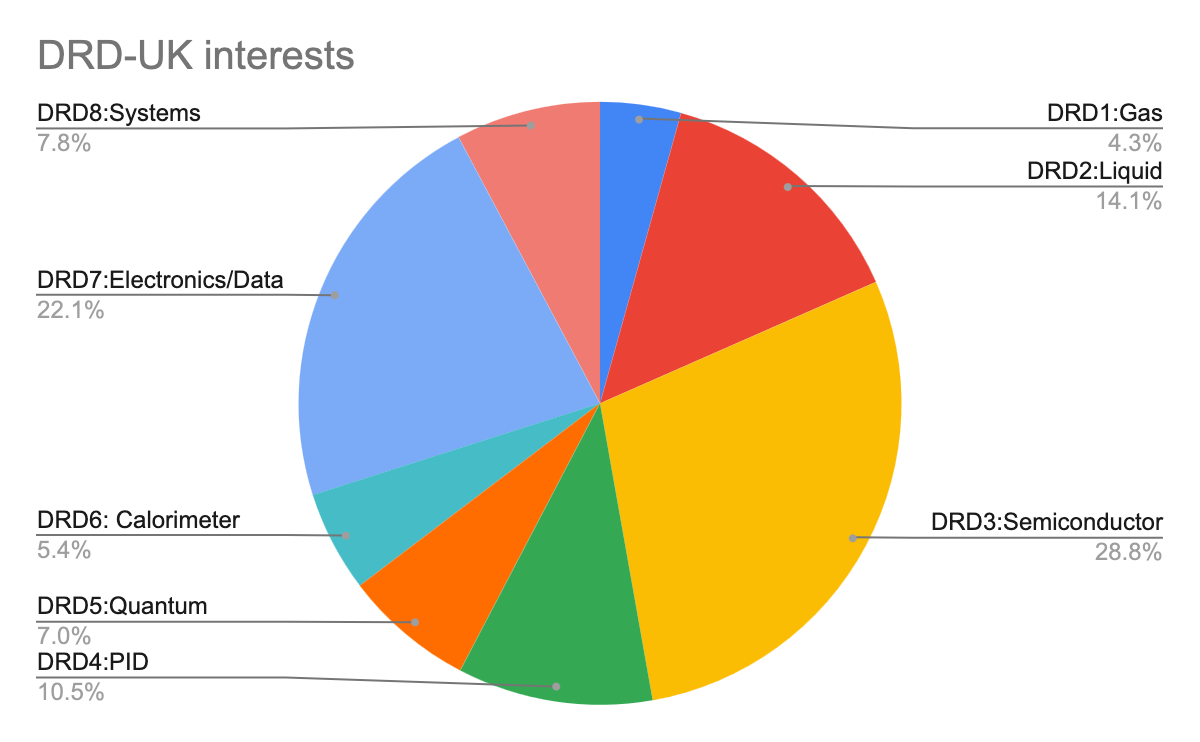 DRD-UK interests
DRD8:Systems
7.8%
DRD1:Gas
4.3%
DRD2:Liquid
14.1%
DRD7:Electronics/Data
22.1%
DRD6: Calorimeter
5.4%
DRD3:Semiconductor
28.8%
DRD5:Quantum
7.0%
DRD4:PID
10.5%